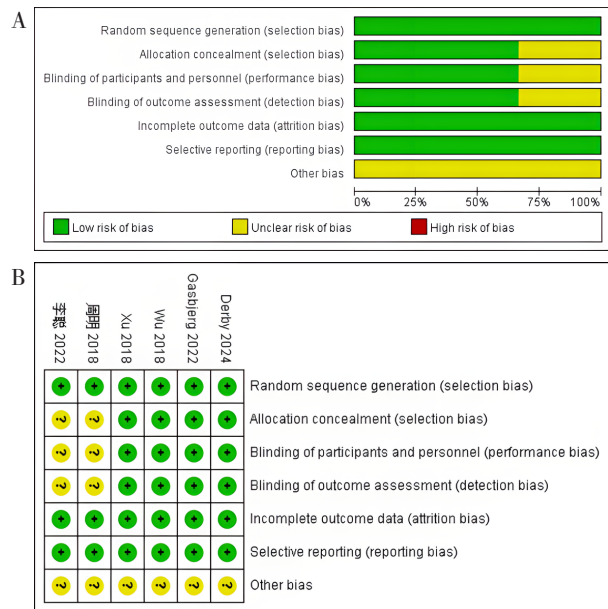 A
Random sequence generation (selection bias)
Allocation concealment (selection bias)
Blinding of participants and personnel (performance bias)
Blinding of outcome assessment (detection bias)
Incomplete outcome data (attrition bias)
Selective reporting (reporting bias)
Other bias
0% 25% 50% 75% 100%
Low risk of bias Unclear risk of bias High risk of bias
B
李聪 2022
周明 2018
Xu 2018
Wu 2018
Gasbjerg 2022
Derby 2024
+ + + + + + Random sequence generation (selection bias)
? ? + + + + Allocation concealment (selection bias)
? ? + + + + Blinding of participants and personnel (performance bias)
? ? + + + + Blinding of outcome assessment (detection bias)
+ + + + + + Incomplete outcome data (attrition bias)
+ + + + + + Selective reporting (reporting bias)
? ? ? ? ? ? Other bias